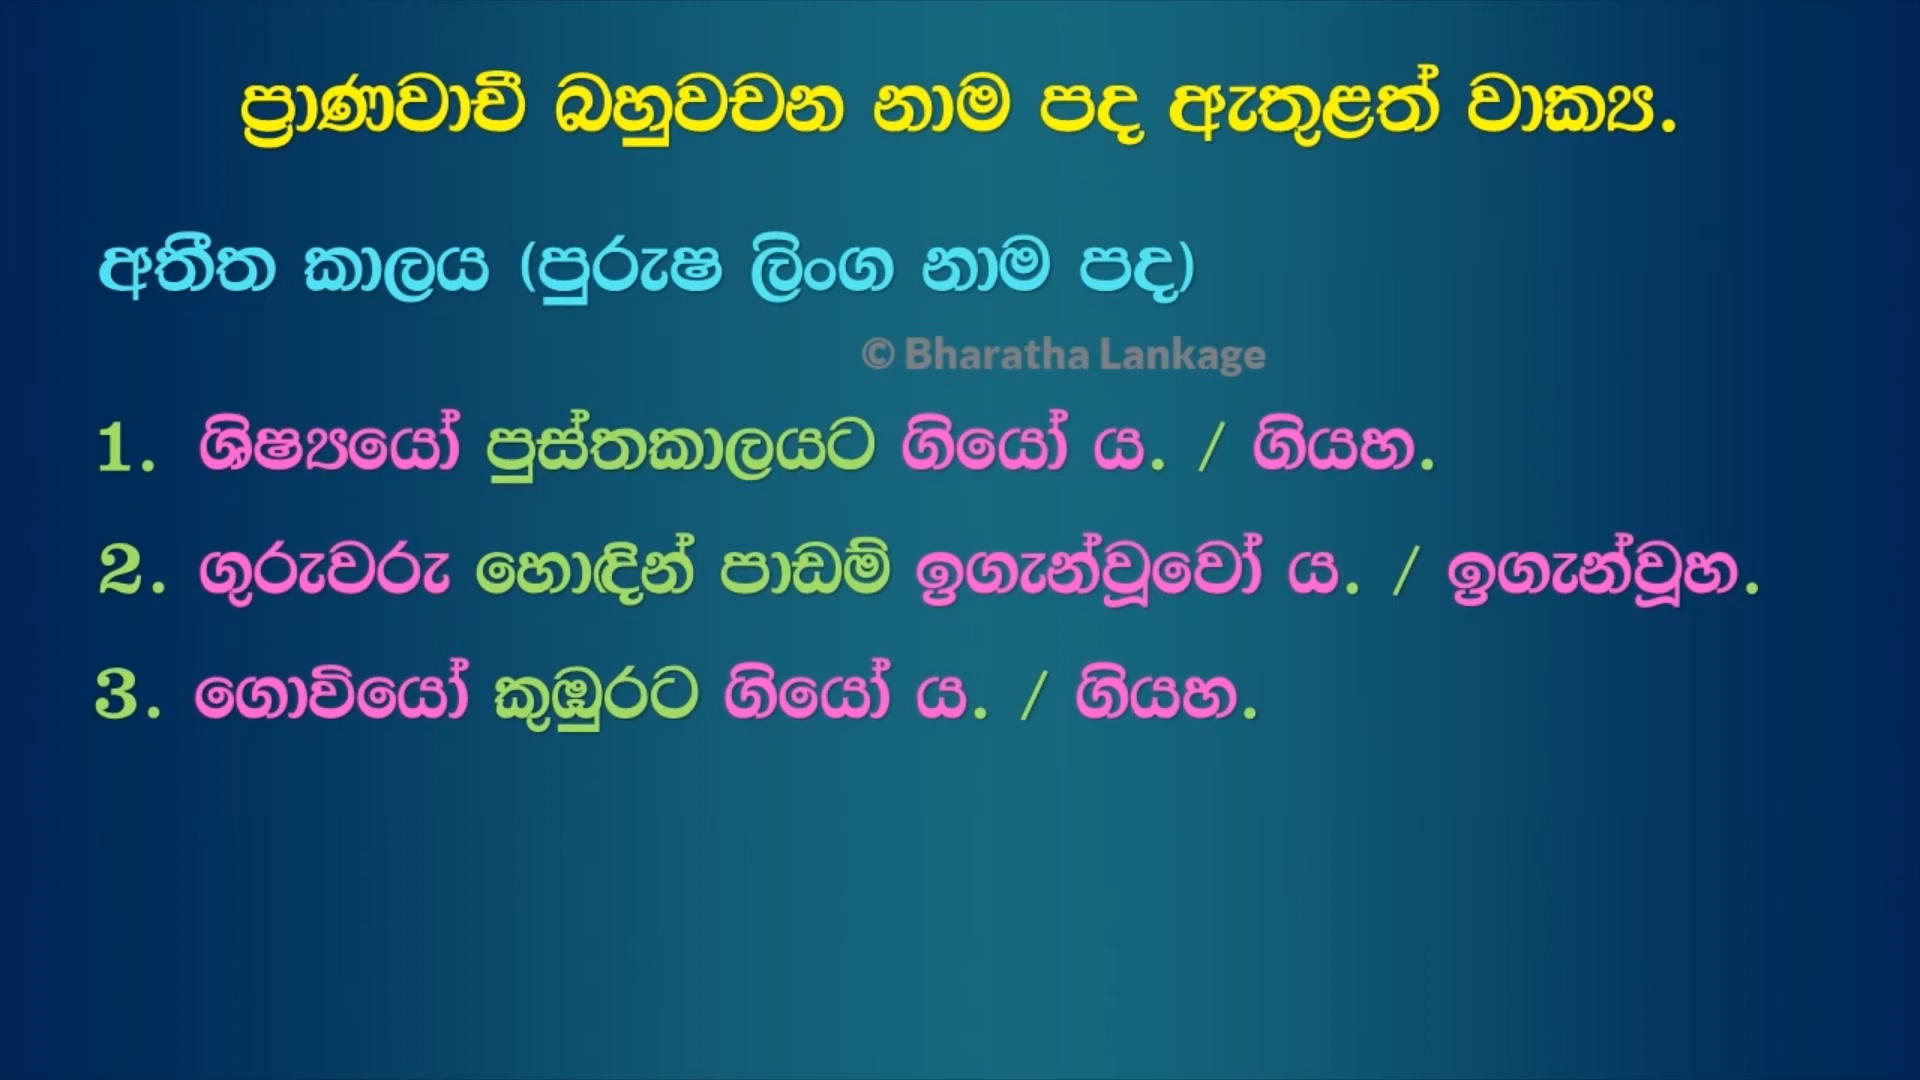 ප්‍රාණවාචී බහුවචන නාම පද ඇතුළත් වාක්‍ය.
අතීත කාලය (පුරුෂ ලිංග නාම පද)
© Bharatha Lankage
1. ශිෂ්‍යයෝ පුස්තකාලයට ගියෝ ය. / ගියහ.
2. ගුරුවරු හොඳින් පාඩම් ඉගැන්වූවෝ ය. / ඉගැන්වූහ.
3. ගොවියෝ කුඹුරට ගියෝ ය. / ගියහ.